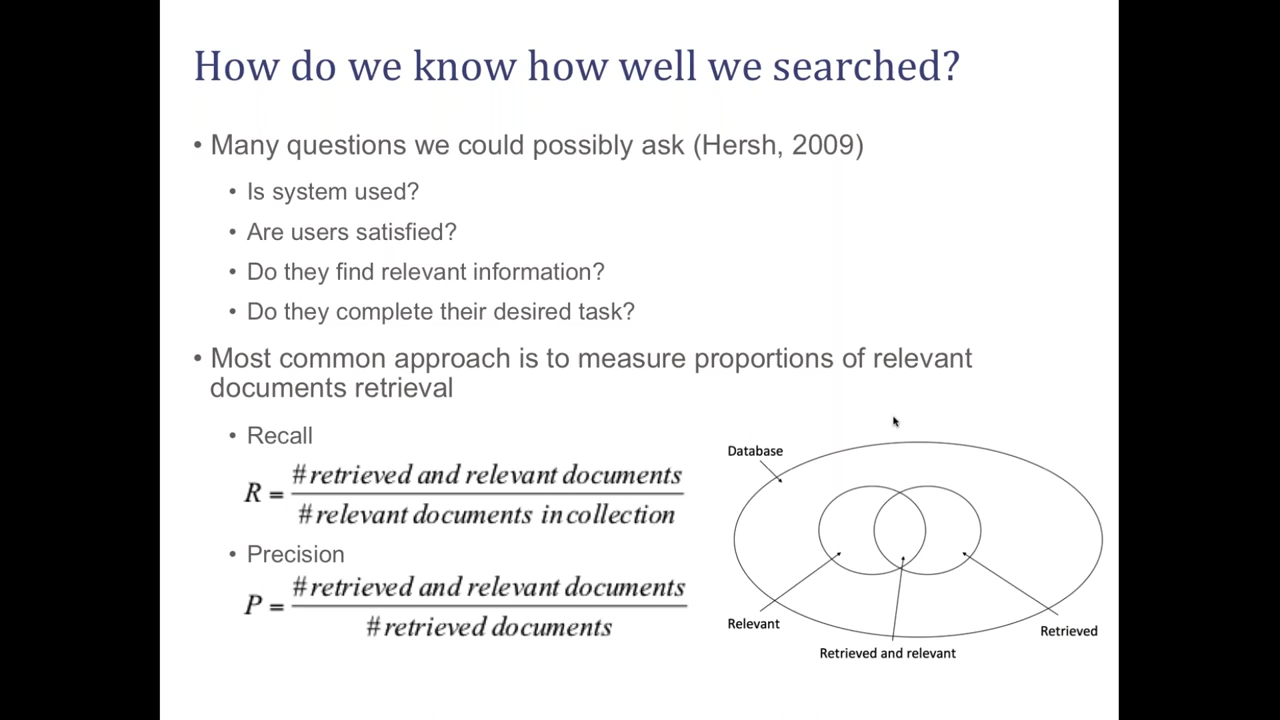 How do we know how well we searched?
• Many questions we could possibly ask (Hersh, 2009)
• Is system used?
• Are users satisfied?
• Do they find relevant information?
• Do they complete their desired task?
• Most common approach is to measure proportions of relevant
documents retrieval
• Recall
R = # retrieved and relevant documents
# relevant documents in collection
• Precision
P = # retrieved and relevant documents
# retrieved documents
Database
Relevant
Retrieved and relevant
Retrieved